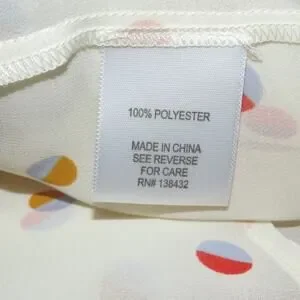 100% POLYESTER
MADE IN CHINA
SEE REVERSE
FOR CARE
RN# 138432